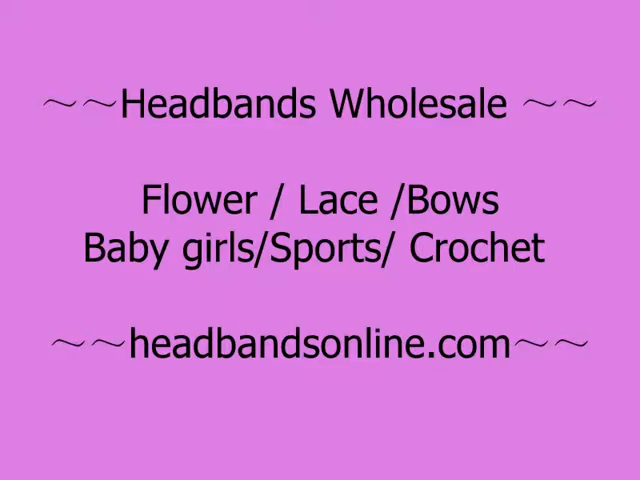 ～～Headbands Wholesale ～～
Flower / Lace /Bows
Baby girls/Sports/ Crochet
～～headbandsonline.com～～